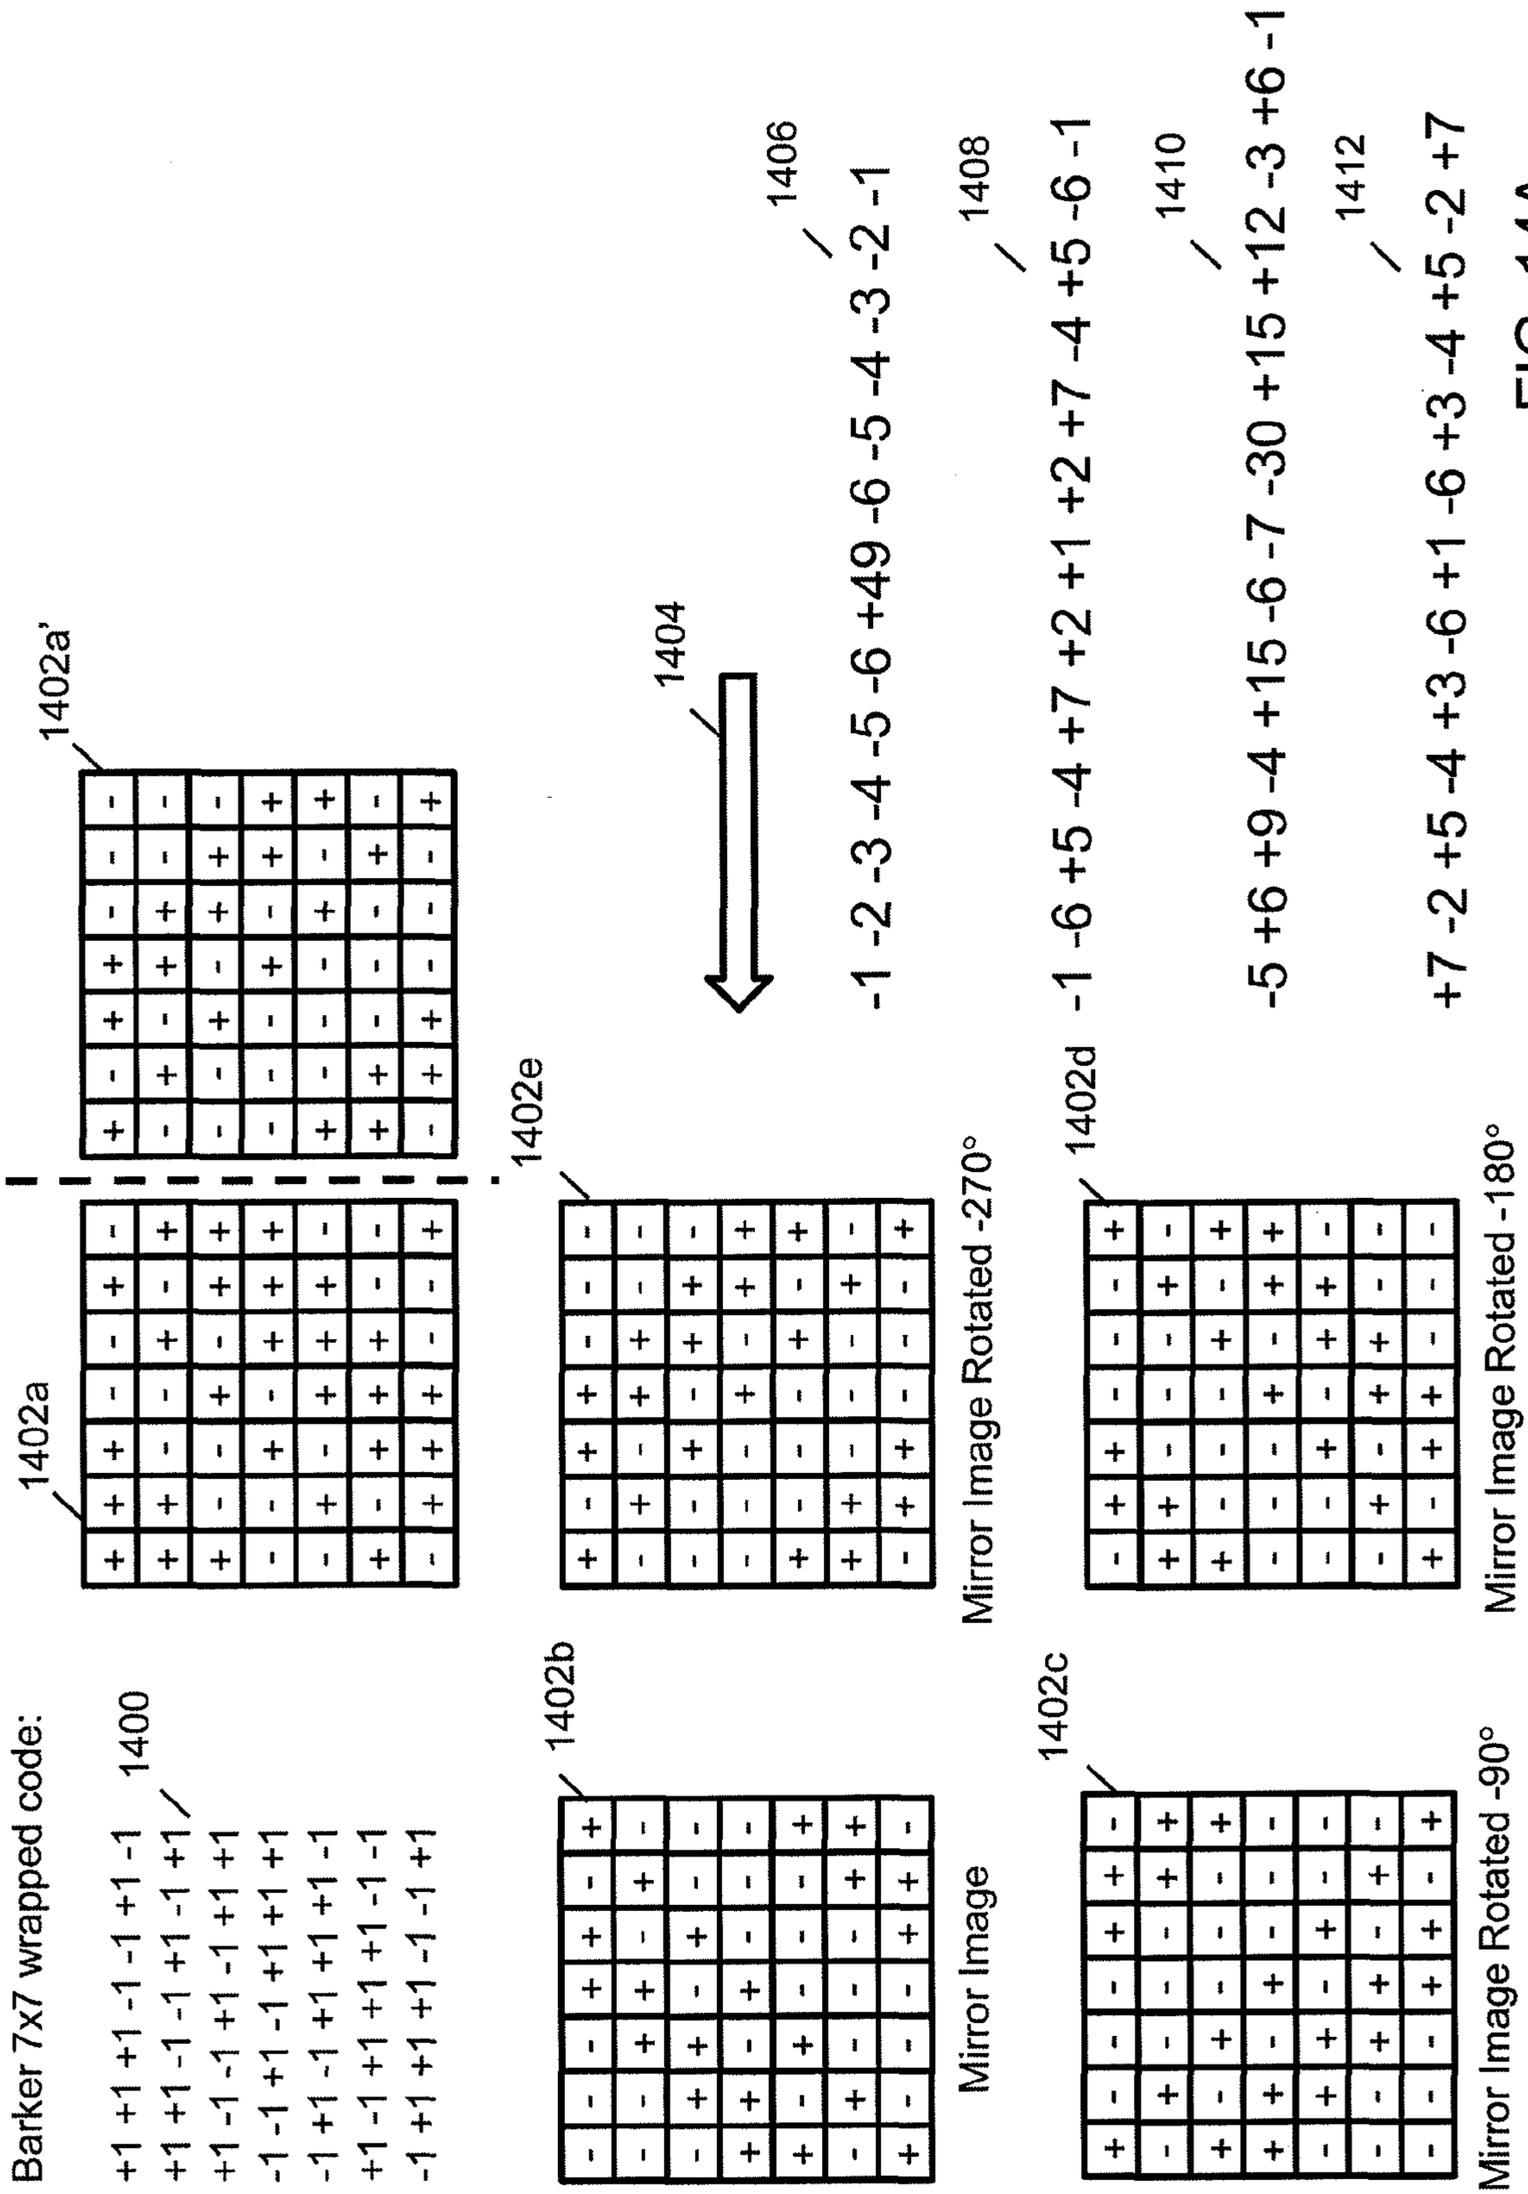 Barker 7x7 wrapped code:
1400
+1 +1 +1 -1 -1 +1 -1
+1 +1 -1 -1 +1 -1 +1
+1 -1 -1 +1 -1 +1 +1
-1 -1 +1 -1 +1 +1 +1
-1 +1 -1 +1 +1 +1 -1
+1 -1 +1 +1 +1 -1 -1
-1 +1 +1 +1 -1 -1 +1
1402a
+ + + - - + -
+ + - - + - +
+ - - + - + +
- - + - + + +
- + - + + + -
+ - + + + - -
- + + + - - +
1402a'
+ - + + - - -
- + - + + - -
- - + - + + -
- - - + - + +
+ - - - + - +
+ + - - - + -
- + + - - - +
1402b
- - - + + - +
- - + + - + -
- + + - + - -
+ + - + - - -
+ - + - - - +
- + - - - + +
+ - - - + + -
Mirror Image
1402e
+ - + + - - -
- + - + + - -
- - + - + + -
- - - + - + +
+ - - - + - +
+ + - - - + -
- + + - - - +
Mirror Image Rotated -270°
1402c
+ - - - + + -
- + - - - + +
+ - + - - - +
+ + - + - - -
- + + - + - -
- - + + - + -
- - - + + - +
Mirror Image Rotated -90°
1402d
- + + - - - +
+ + - - - + -
+ - - - + - +
- - - + - + +
- - + - + + -
- + - + + - -
+ - + + - - -
Mirror Image Rotated -180°
1404
1406
-1 -2 -3 -4 -5 -6 +49 -6 -5 -4 -3 -2 -1
1408
-1 -6 +5 -4 +7 +2 +1 +2 +7 -4 +5 -6 -1
1410
-5 +6 +9 -4 +15 -6 -7 -30 +15 +12 -3 +6 -1
1412
+7 -2 +5 -4 +3 -6 +1 -6 +3 -4 +5 -2 +7